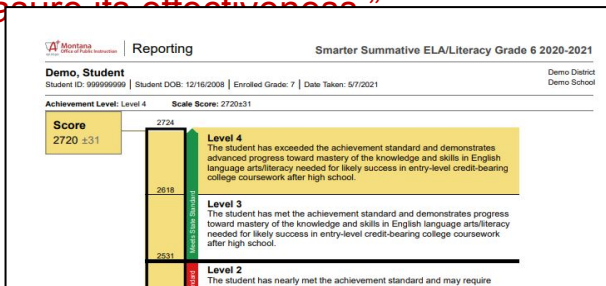 asure its effectiveness."
Montana
Office of Public Instruction
Reporting
Smarter Summative ELA/Literacy Grade 6 2020-2021
Demo, Student
Student ID: 999999999 | Student DOB: 12/16/2008 | Enrolled Grade: 7 | Date Taken: 5/7/2021
Demo District
Demo School
Achievement Level: Level 4 Scale Score: 2720±31
Score
2720 ±31
2724
Level 4
The student has exceeded the achievement standard and demonstrates
advanced progress toward mastery of the knowledge and skills in English
language arts/literacy needed for likely success in entry-level credit-bearing
college coursework after high school.
2618
Meets State Standard
Level 3
The student has met the achievement standard and demonstrates progress
toward mastery of the knowledge and skills in English language arts/literacy
needed for likely success in entry-level credit-bearing college coursework
after high school.
2531
Level 2
The student has nearly met the achievement standard and may require